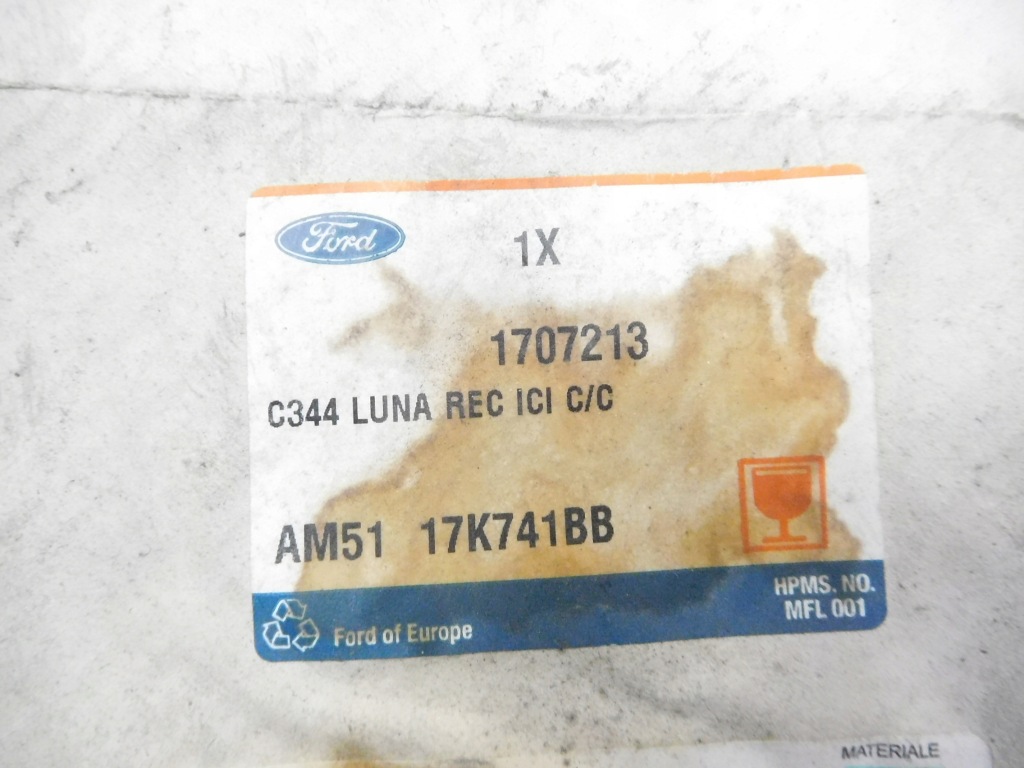 Ford
1X
1707213
C344 LUNA REC ICI C/C
AM51 17K741BB
HPMS. NO.
MFL 001
Ford of Europe
MATERIALE